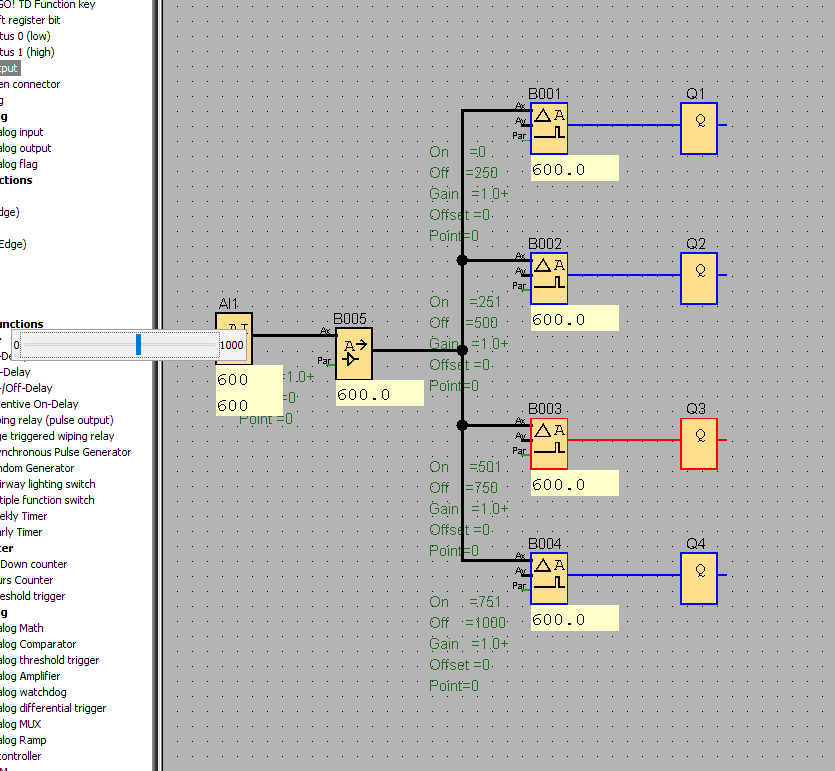 GO! TD Function key
ft register bit
tus 0 (low)
tus 1 (high)
put
en connector
g
g
alog input
alog output
alog flag
ctions
dge)
Edge)
unctions
-De
-Delay
-/Off-Delay
entive On-Delay
ping relay (pulse output)
ge triggered wiping relay
ynchronous Pulse Generator
ndom Generator
irway lighting switch
tiple function switch
ekly Timer
arly Timer
ter
Down counter
urs Counter
eshold trigger
g
alog Math
alog Comparator
alog threshold trigger
alog Amplifier
alog watchdog
alog differential trigger
alog MUX
alog Ramp
controller
0 1000
AI1
600
600
=1.0+
=0
Point =0
B005
Ax
A→
Par
600.0
B001
Ax
Ay
Par
△ A
600.0
On =0
Off =250
Gain =1.0+
Offset =0
Point=0
Q1
Q
B002
Ax
Ay
Par
△ A
600.0
On =251
Off =500
Gain =1.0+
Offset =0
Point=0
Q2
Q
B003
Ax
Ay
Par
△ A
600.0
On =501
Off =750
Gain =1.0+
Offset =0
Point=0
Q3
Q
B004
Ax
Ay
Par
△ A
600.0
On =751
Off =1000
Gain =1.0+
Offset =0
Point=0
Q4
Q